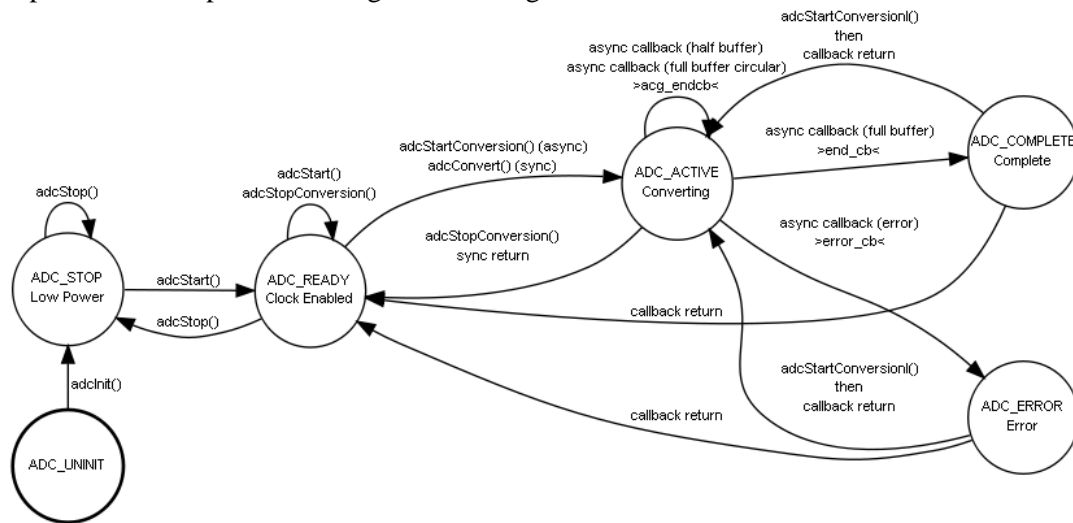 adcStartConversionI()
then
callback return
async callback (half buffer)
async callback (full buffer circular)
>acg_endcb<
async callback (full buffer)
>end_cb<
ADC_COMPLETE
Complete
adcStartConversion() (async)
adcConvert() (sync)
ADC_ACTIVE
Converting
adcStart()
adcStopConversion()
adcStop()
adcStopConversion()
sync return
async callback (error)
>error_cb<
ADC_STOP
Low Power
adcStart()
ADC_READY
Clock Enabled
adcStop()
callback return
adcInit()
adcStartConversionI()
then
callback return
callback return
ADC_ERROR
Error
ADC_UNINIT